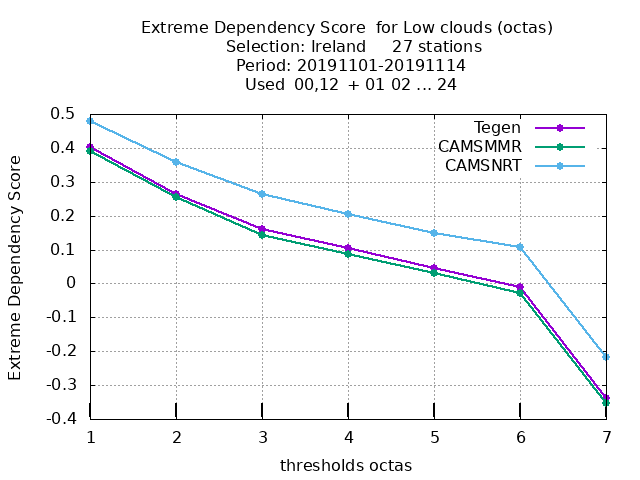 Extreme Dependency Score  for Low clouds (octas)
Selection: Ireland     27 stations
Period: 20191101-20191114
Used  00,12  + 01 02 ... 24
Extreme Dependency Score
0.5
0.4
0.3
0.2
0.1
0
-0.1
-0.2
-0.3
-0.4
Tegen
CAMSMMR
CAMSNRT
1 2 3 4 5 6 7
thresholds octas